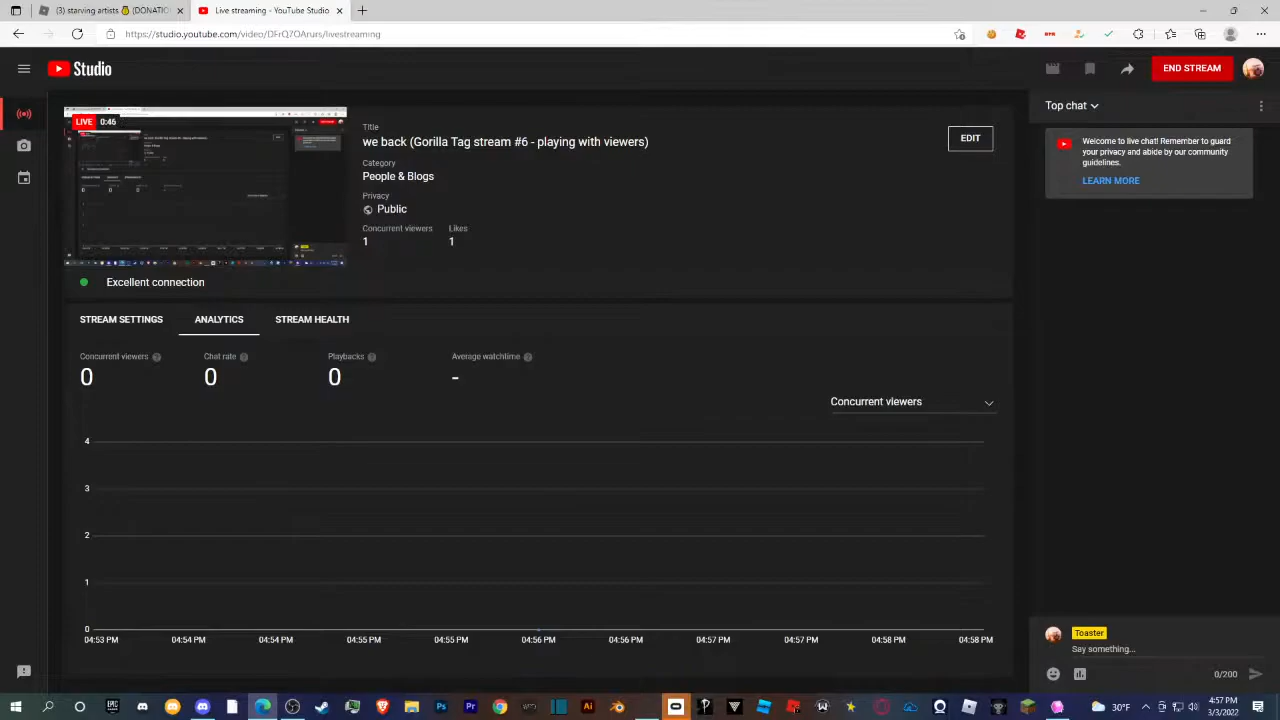 (3) starving artists 💰 (DONATION
Live streaming - YouTube Studio
https://studio.youtube.com/video/DFrQ7OArurs/livestreaming
Studio
END STREAM
LIVE 0:46
Title
we back (Gorilla Tag stream #6 - playing with viewers)
EDIT
Category
People & Blogs
Privacy
Public
Concurrent viewers Likes
1 1
Excellent connection
STREAM SETTINGS ANALYTICS STREAM HEALTH
Concurrent viewers Chat rate Playbacks Average watchtime
0 0 0 -
Concurrent viewers
4
3
2
1
0
04:53 PM 04:54 PM 04:54 PM 04:55 PM 04:55 PM 04:56 PM 04:56 PM 04:57 PM 04:57 PM 04:58 PM 04:58 PM
Top chat
Welcome to live chat! Remember to guard
your privacy and abide by our community
guidelines.
LEARN MORE
Toaster
Say something...
0/200
30°F
4:57 PM
3/3/2022